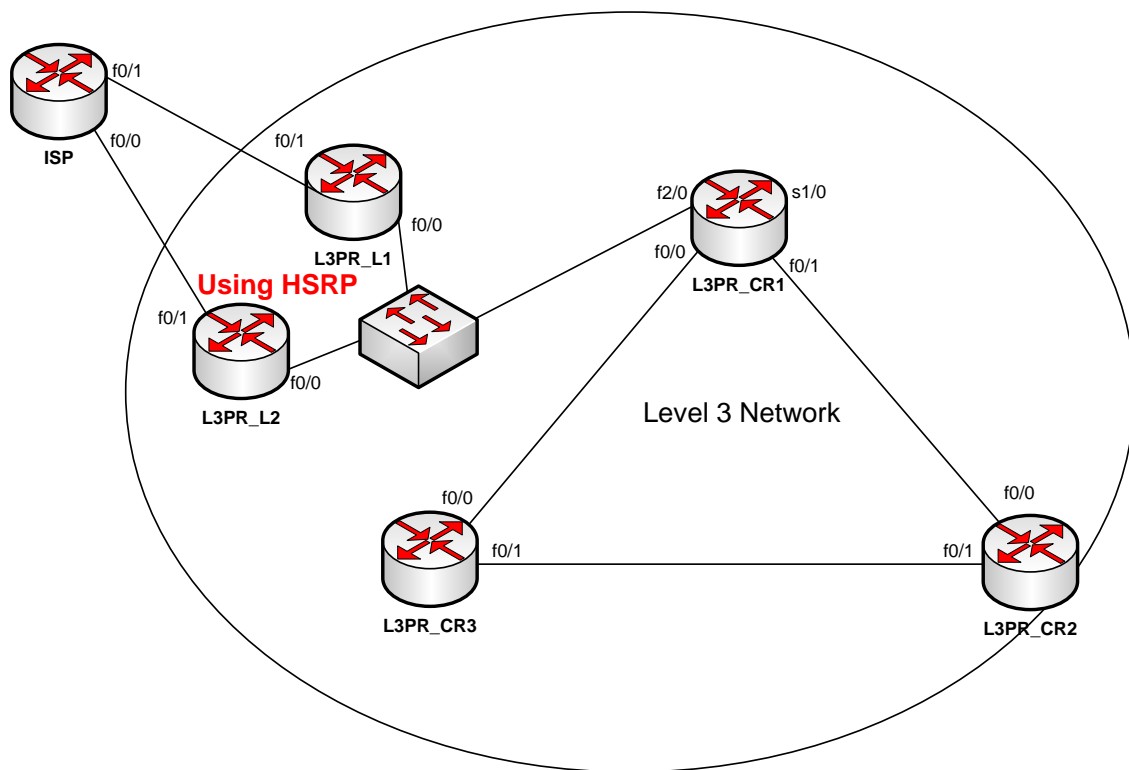 f0/1
ISP
f0/0
f0/1
L3PR_L1
f0/0
f2/0
s1/0
f0/0
L3PR_CR1
f0/1
Using HSRP
f0/1
L3PR_L2
f0/0
Level 3 Network
f0/0
f0/1
L3PR_CR3
f0/0
f0/1
L3PR_CR2